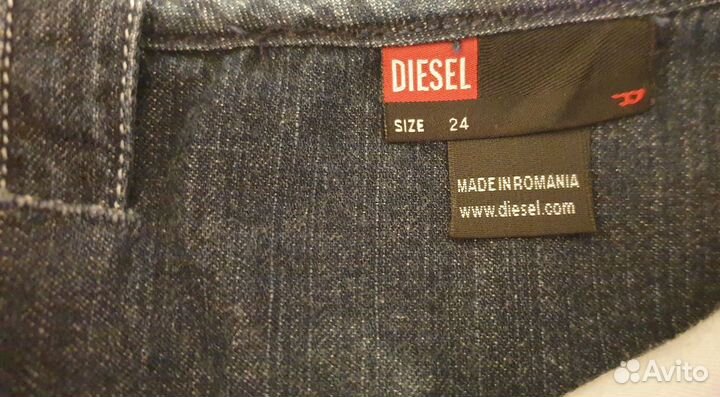 DIESEL
SIZE 24
MADE IN ROMANIA
www.diesel.com
Avito